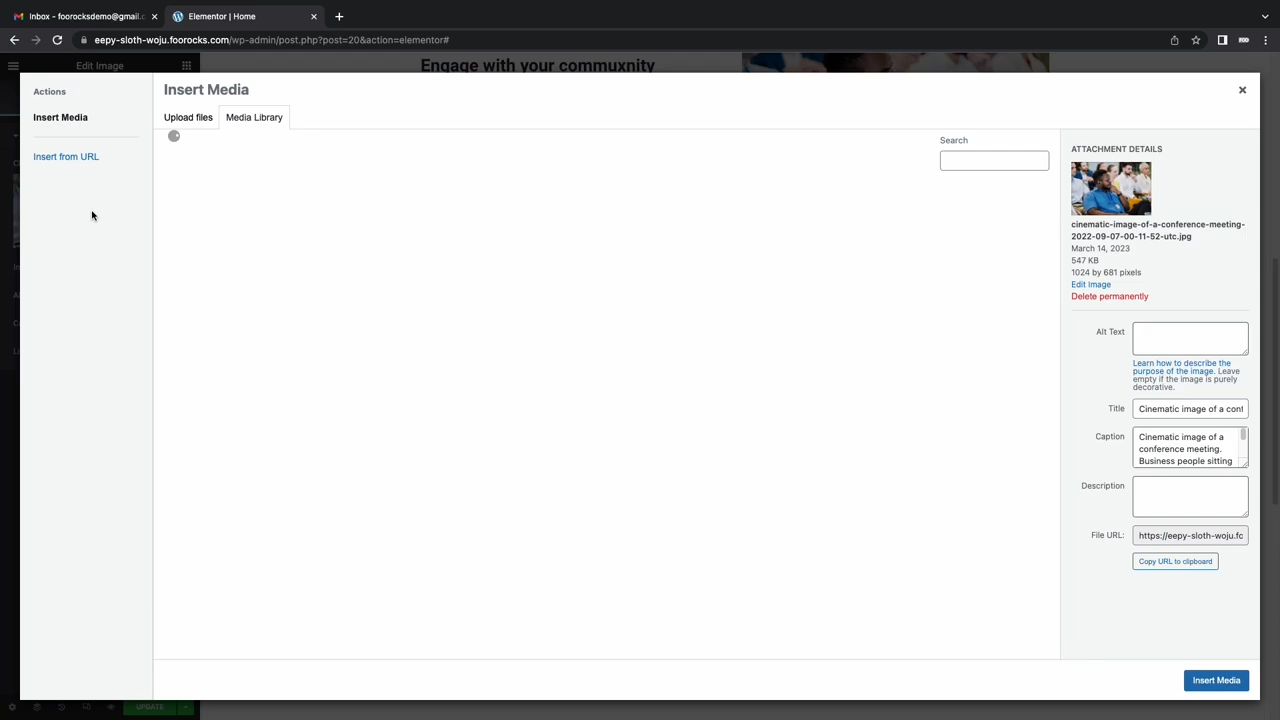 Inbox - foorocksdemo@gmail.c
Elementor | Home
eepy-sloth-woju.foorocks.com/wp-admin/post.php?post=20&action=elementor#
Edit Image
Engage with your commuxnity
Actions
Insert Media
Insert from URL
Insert Media
Upload files
Media Library
Search
ATTACHMENT DETAILS
cinematic-image-of-a-conference-meeting-
2022-09-07-00-11-52-utc.jpg
March 14, 2023
547 KB
1024 by 681 pixels
Edit image
Delete permanently
Alt Text
Learn how to describe the
purpose of the image. Leave
empty if the image is purely
decorative.
Title
Cinematic image of a conf
Caption
Cinematic image of a
conference meeting.
Business people sitting
Description
File URL:
https://eepy-sloth-woju.fc
Copy URL to clipboard
Insert Media
UPDATE